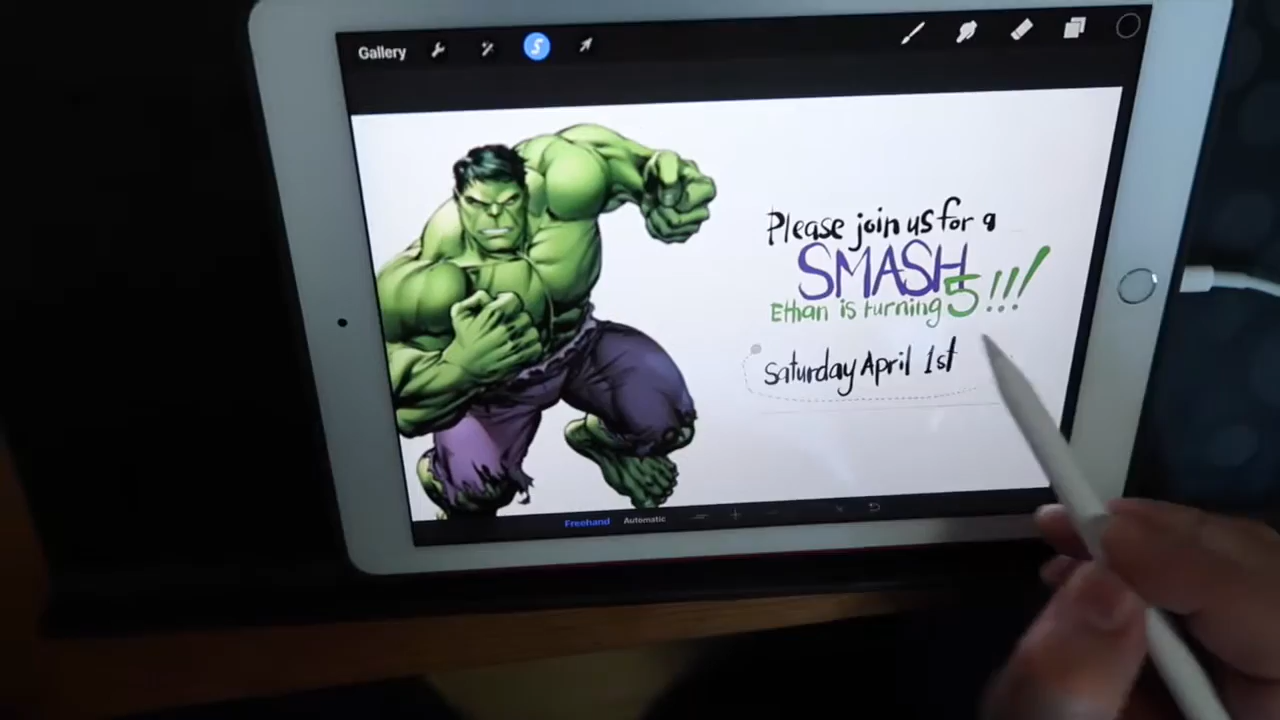 Gallery
Please join us for a
SMASH
Ethan is turning 5!!!
Saturday April 1st
Freehand Automatic